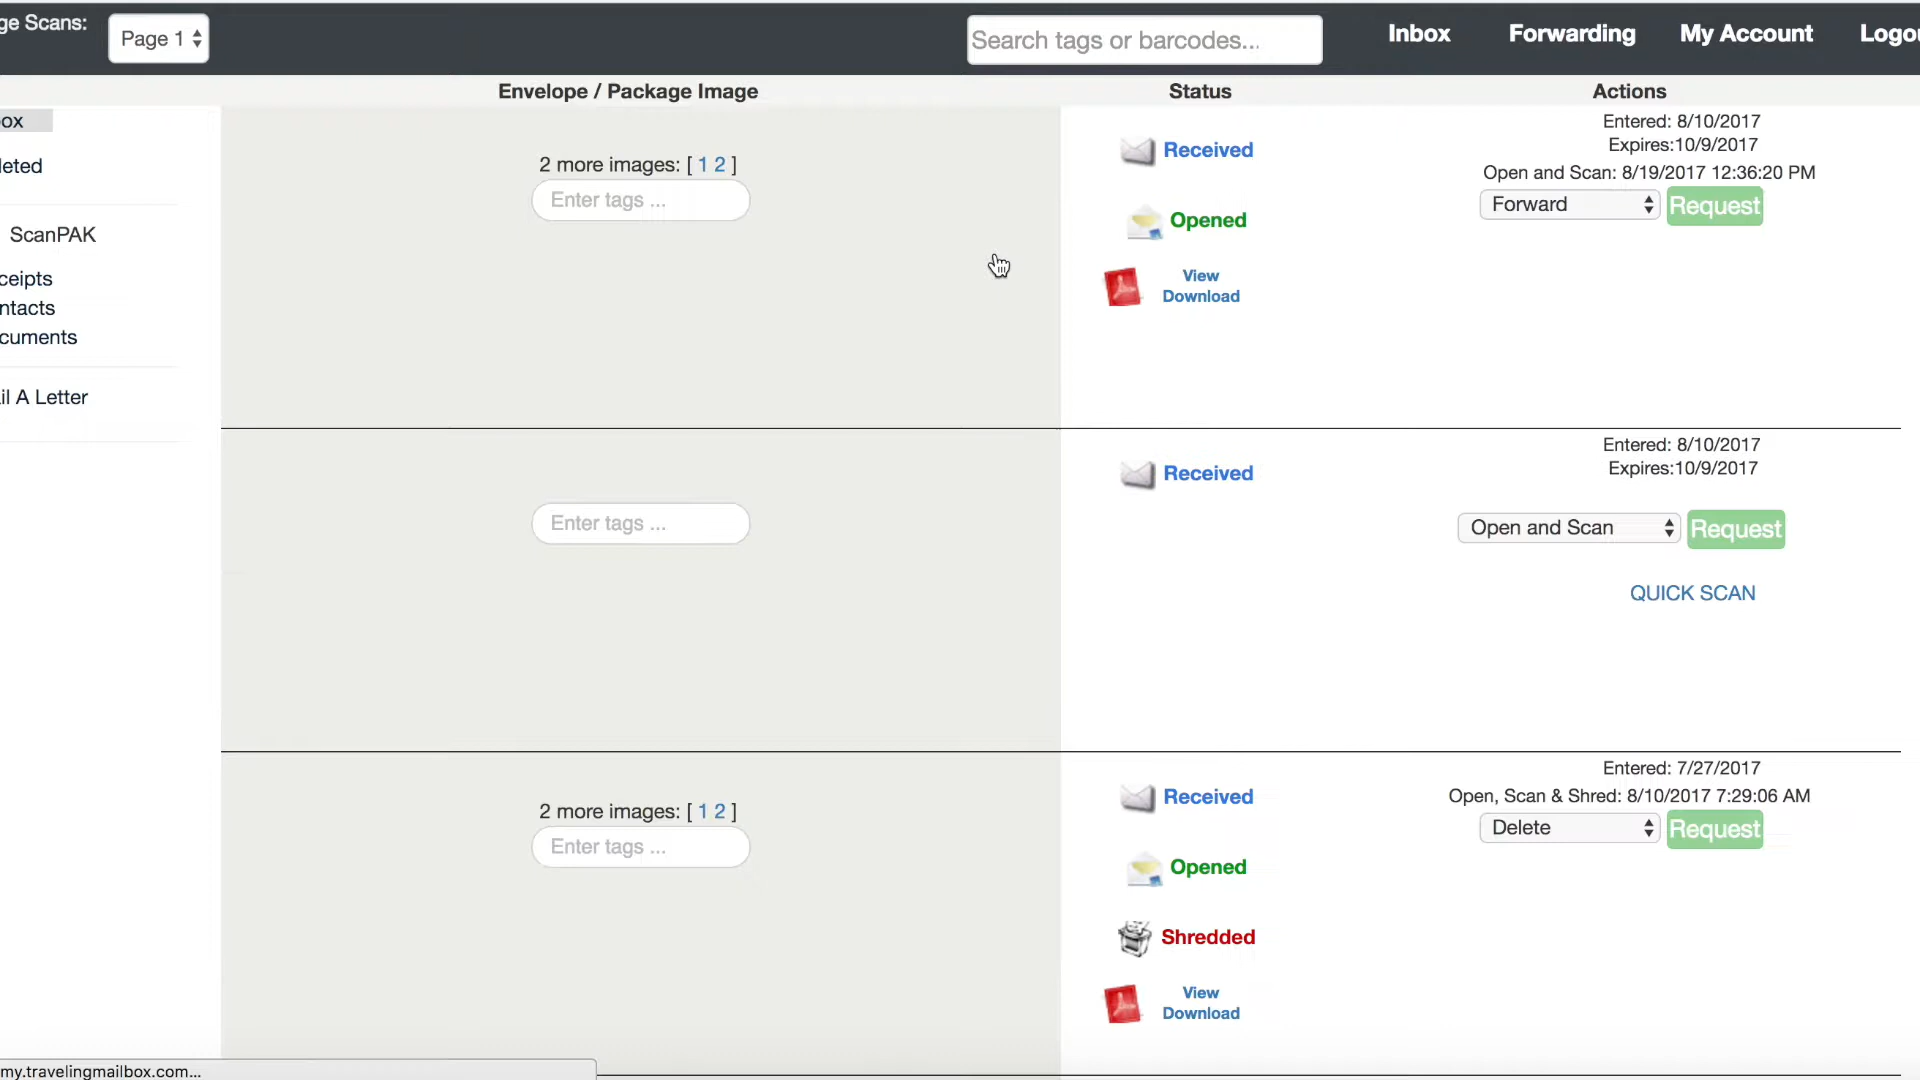 ge Scans:
Page 1
Search tags or barcodes...
Inbox
Forwarding
My Account
Logou
Envelope / Package Image
Status
Actions
ox
leted
ScanPAK
ceipts
ntacts
cuments
il A Letter
2 more images: [ 1 2 ]
Enter tags ...
Received
Opened
View
Download
Entered: 8/10/2017
Expires:10/9/2017
Open and Scan: 8/19/2017 12:36:20 PM
Forward
Request
Enter tags ...
Received
Entered: 8/10/2017
Expires:10/9/2017
Open and Scan
Request
QUICK SCAN
2 more images: [ 1 2 ]
Enter tags ...
Received
Opened
Shredded
View
Download
Entered: 7/27/2017
Open, Scan & Shred: 8/10/2017 7:29:06 AM
Delete
Request
my.travelingmailbox.com...